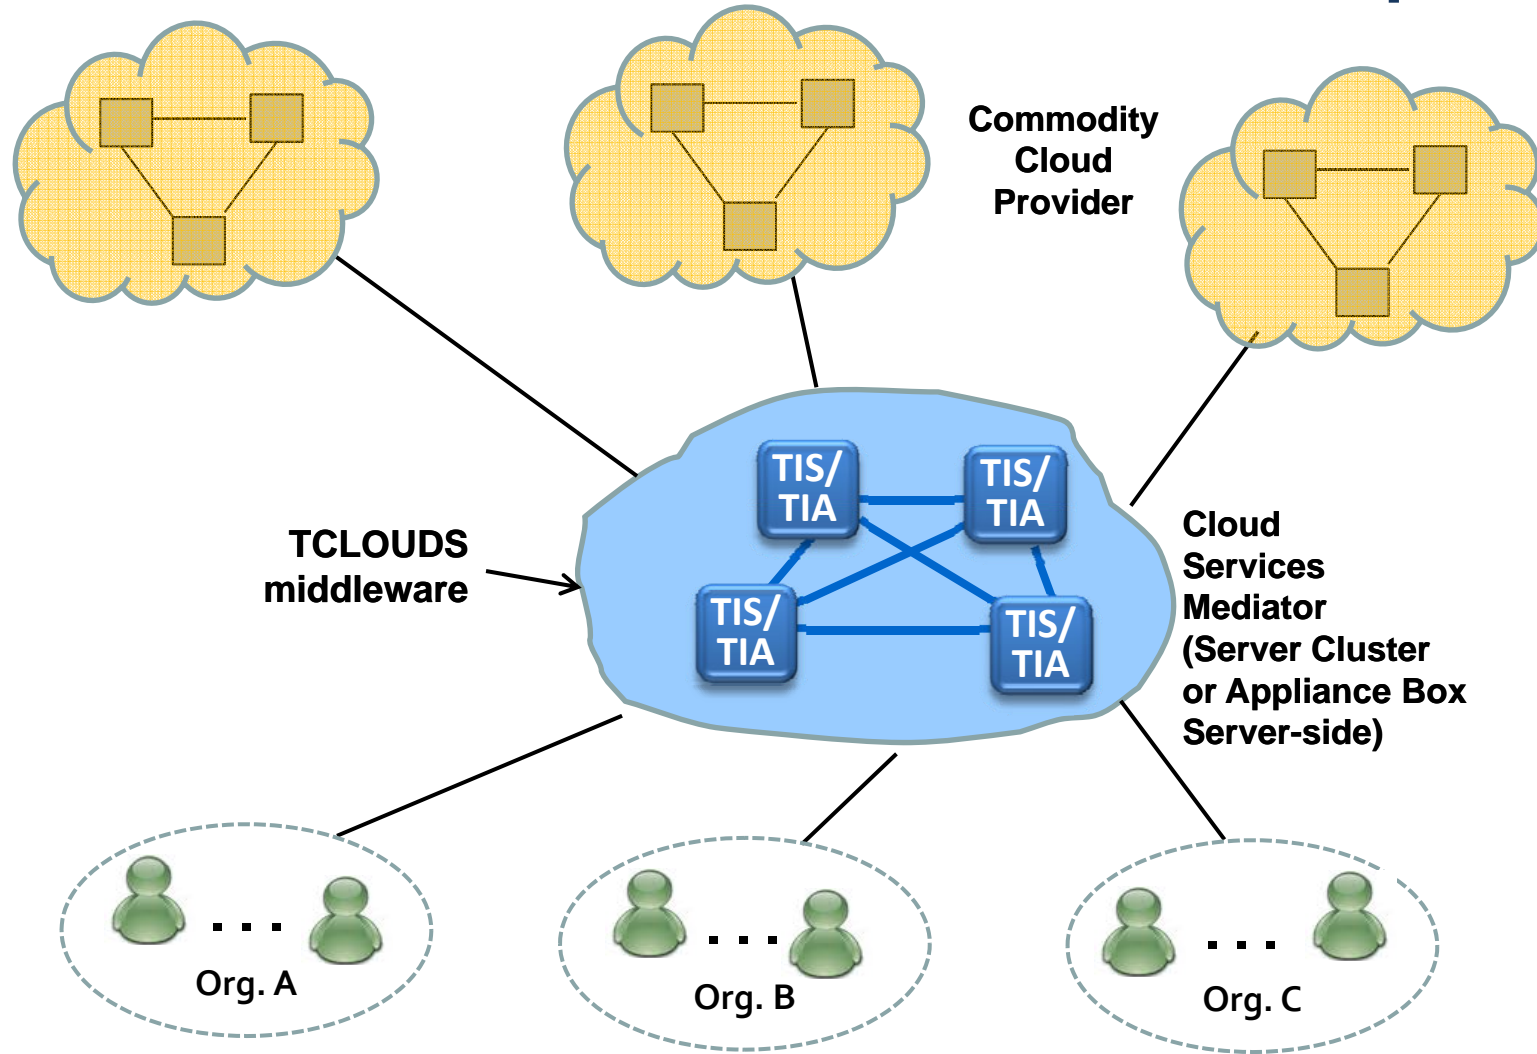 Commodity
Cloud
Provider
TIS/
TIA
TIS/
TIA
TCLOUDS
middleware
TIS/
TIA
TIS/
TIA
Cloud
Services
Mediator
(Server Cluster
or Appliance Box
Server-side)
Org. A
Org. B
Org. C